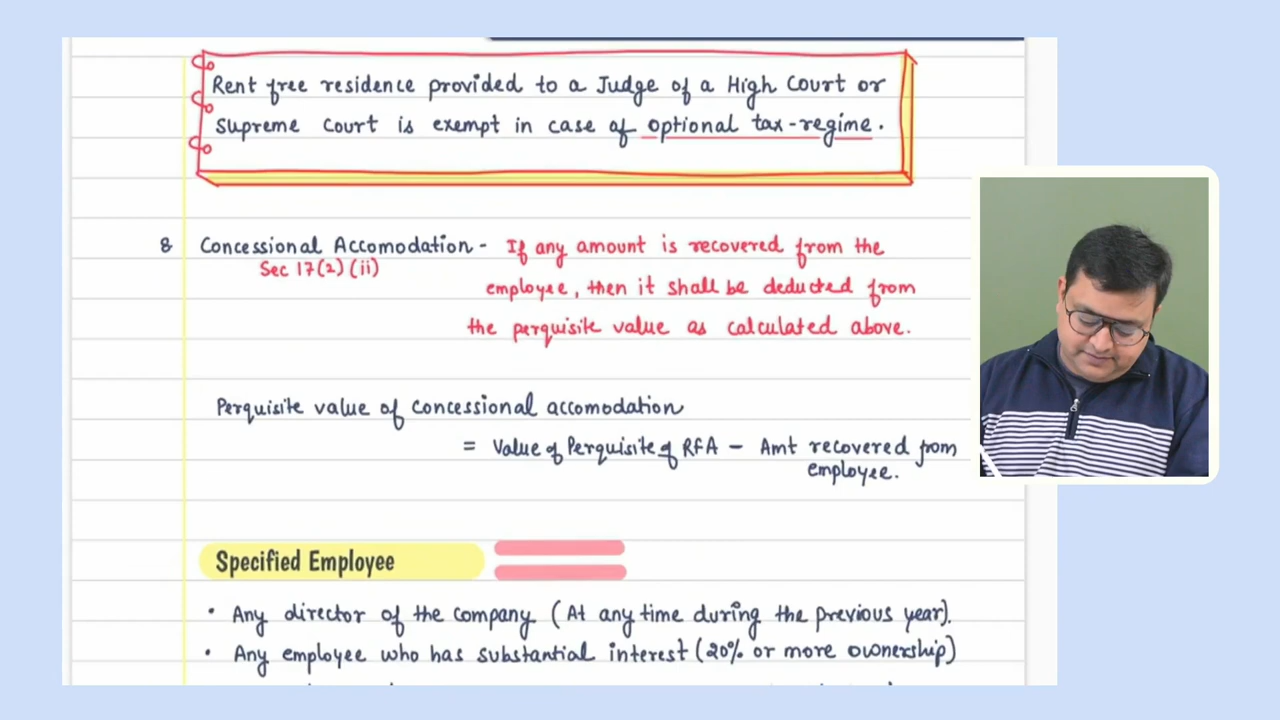 Rent free residence provided to a Judge of a High Court or
Supreme Court is exempt in case of optional tax-regime.
8 Concessional Accomodation - If any amount is recovered from the
Sec 17(2)(ii)
employee, then it shall be deducted from
the perquisite value as calculated above.
Perquisite value of concessional accomodation
= Value of Perquisite of RFA - Amt recovered from
employee.
Specified Employee
• Any director of the company (At any time during the previous year).
• Any employee who has substantial interest (20% or more ownership)